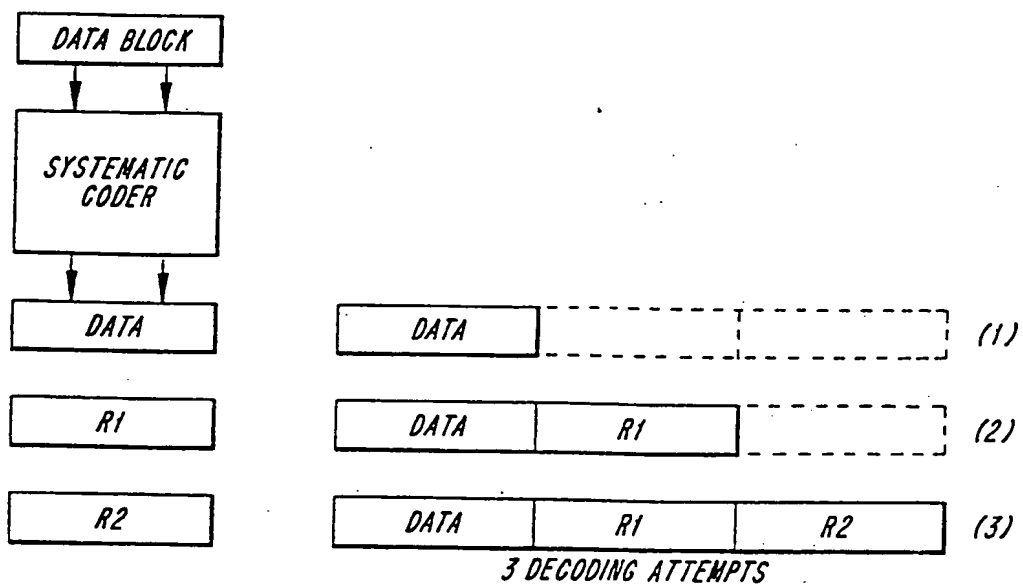 DATA BLOCK
SYSTEMATIC
CODER
DATA
DATA
(1)
R1
DATA R1
(2)
R2
DATA R1 R2
(3)
3 DECODING ATTEMPTS